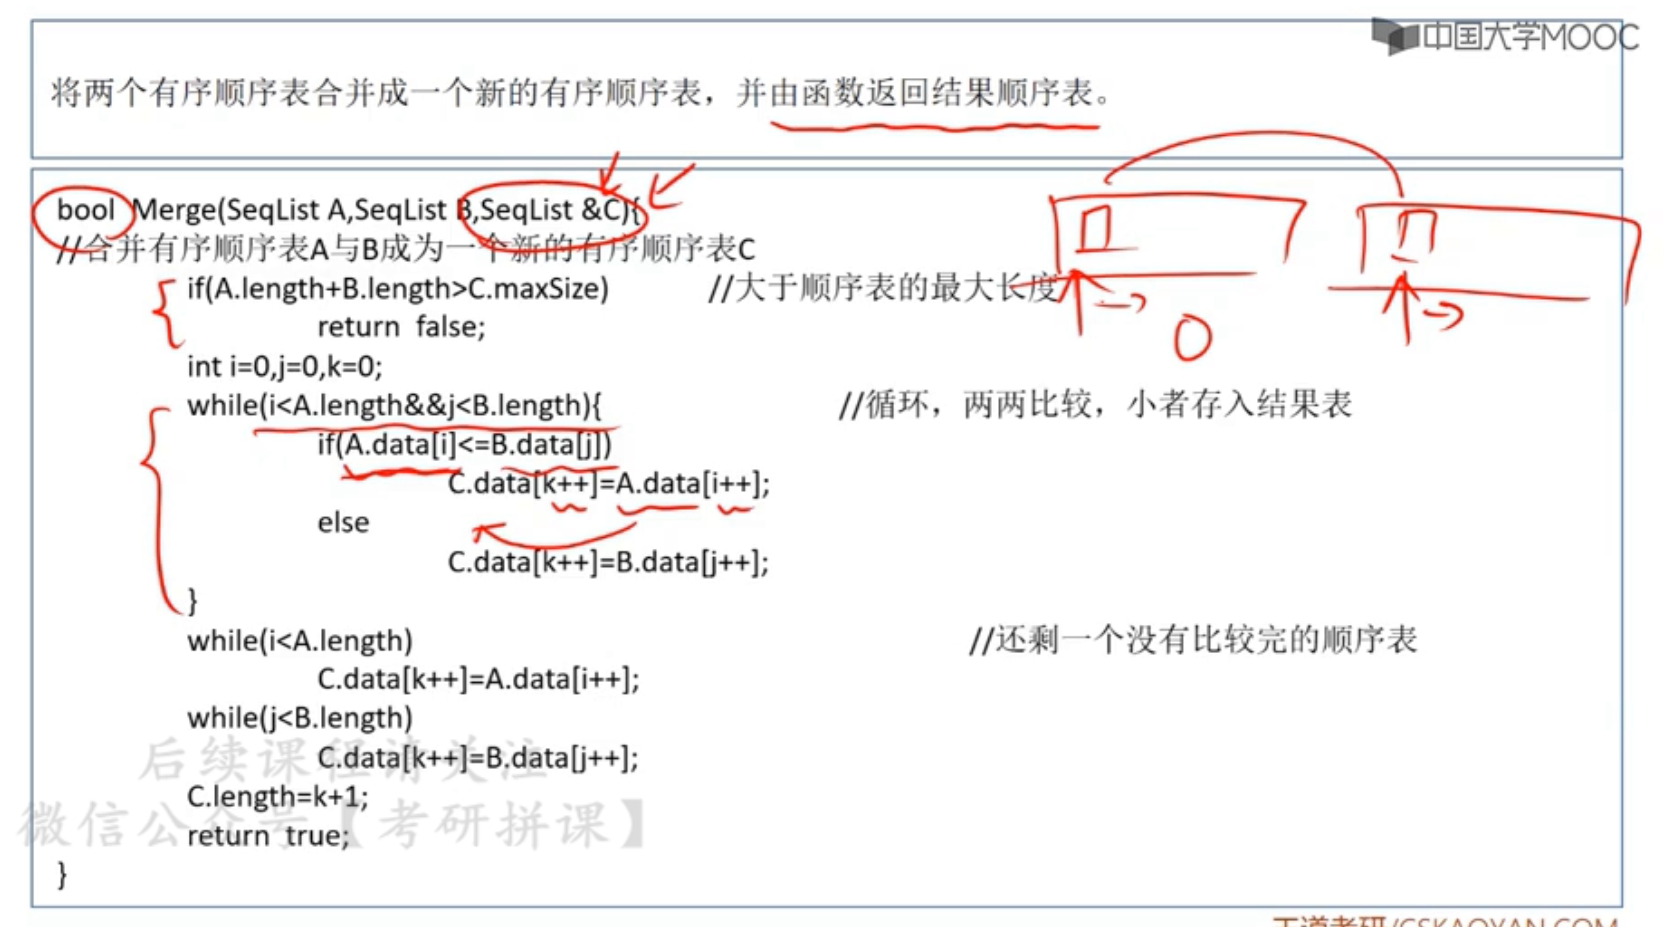 中国大学MOOC
将两个有序顺序表合并成一个新的有序顺序表，并由函数返回结果顺序表。
bool Merge(SeqList A,SeqList B,SeqList &C){
//合并有序顺序表A与B成为一个新的有序顺序表C
if(A.length+B.length>C.maxSize) //大于顺序表的最大长度
return false;
int i=0,j=0,k=0;
while(i<A.length&&j<B.length){ //循环，两两比较，小者存入结果表
if(A.data[i]<=B.data[j])
C.data[k++]=A.data[i++];
else
C.data[k++]=B.data[j++];
}
while(i<A.length) //还剩一个没有比较完的顺序表
C.data[k++]=A.data[i++];
while(j<B.length)
C.data[k++]=B.data[j++];
后续课程请关注
C.length=k+1;
微信公众号【考研拼课】
return true;
}
王道考研/CSKAOYAN.COM